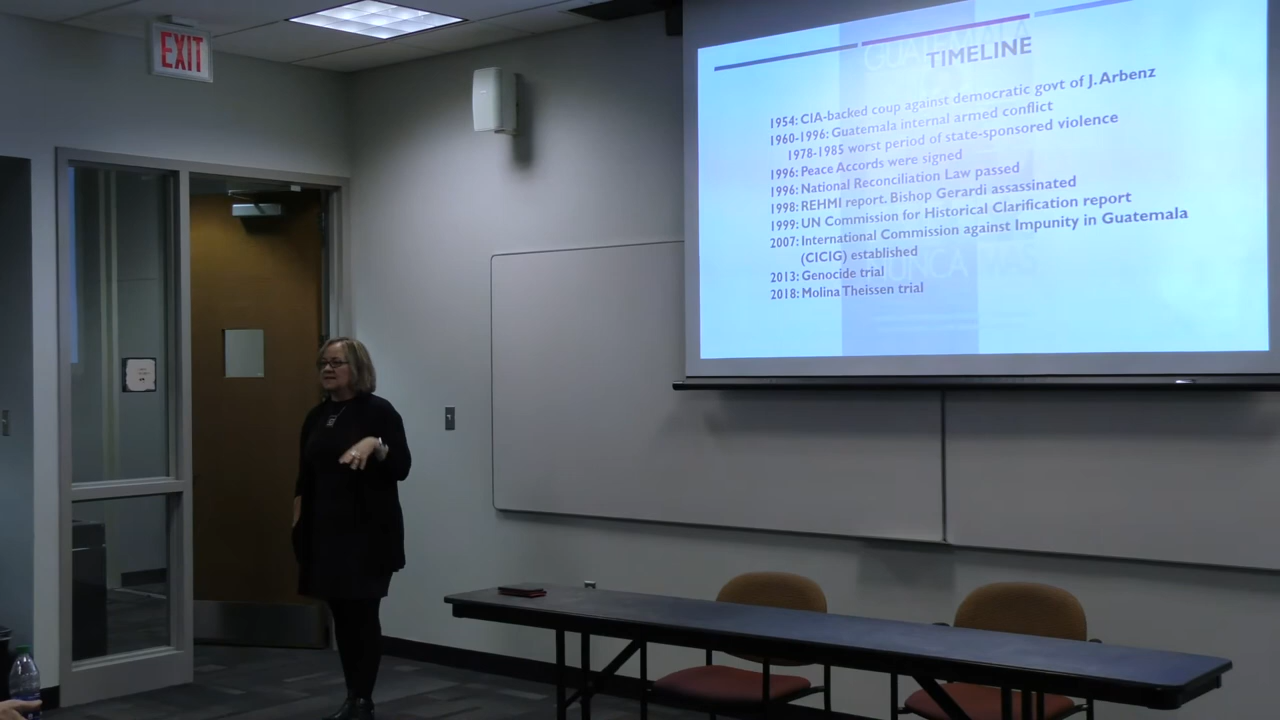 EXIT
TIMELINE
1954: CIA-backed coup against democratic govt of J. Arbenz
1960-1996: Guatemala internal armed conflict
1978-1985 worst period of state-sponsored violence
1996: Peace Accords were signed
1996: National Reconciliation Law passed
1998: REHMI report. Bishop Gerardi assassinated
1999: UN Commission for Historical Clarification report
2007: International Commission against Impunity in Guatemala
(CICIG) established
2013: Genocide trial
2018: Molina Theissen trial